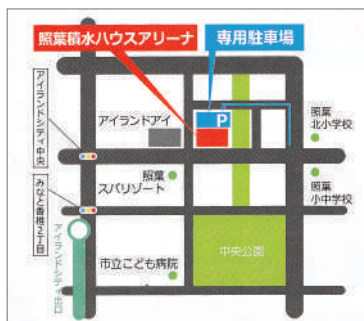 照葉積水ハウスアリーナ
専用駐車場
P
アイランドアイ
アイランドシティ中央
照葉
北小学校
照葉
スパリゾート
照葉
小中学校
みなと香椎2丁目
アイランドシティ出口
市立こども病院
中央公園